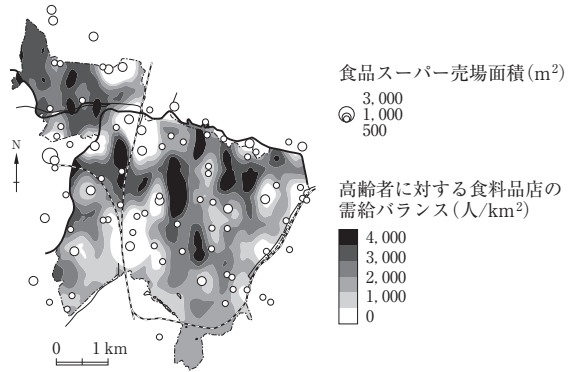 食品スーパー売場面積(m²)
3,000
1,000
500
N
高齢者に対する食料品店の
需給バランス(人/km²)
4,000
3,000
2,000
1,000
0
0 1 km